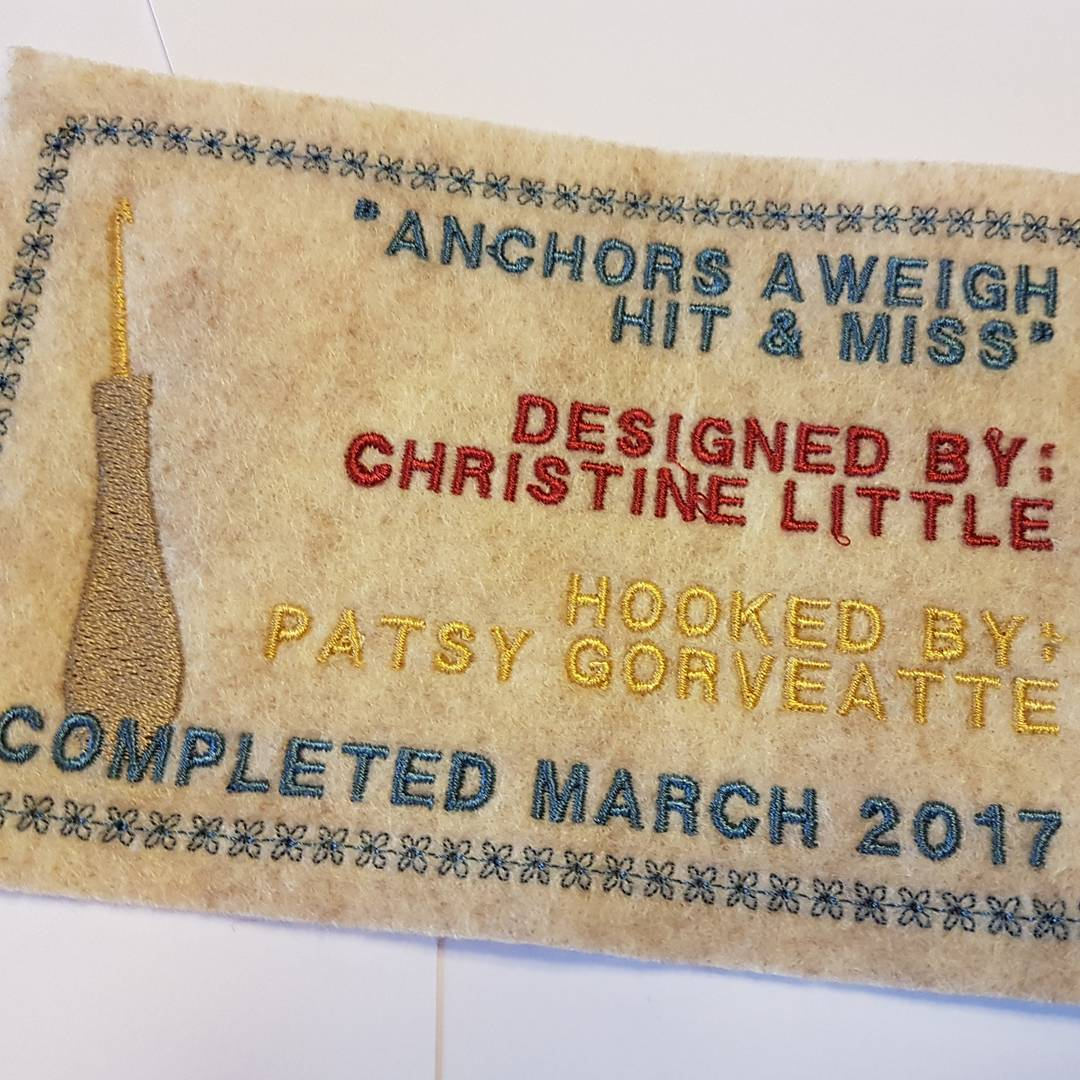 "ANCHORS AWEIGH
HIT & MISS"
DESIGNED BY:
CHRISTINE LITTLE
HOOKED BY:
PATSY GORVEATTE
COMPLETED MARCH 2017